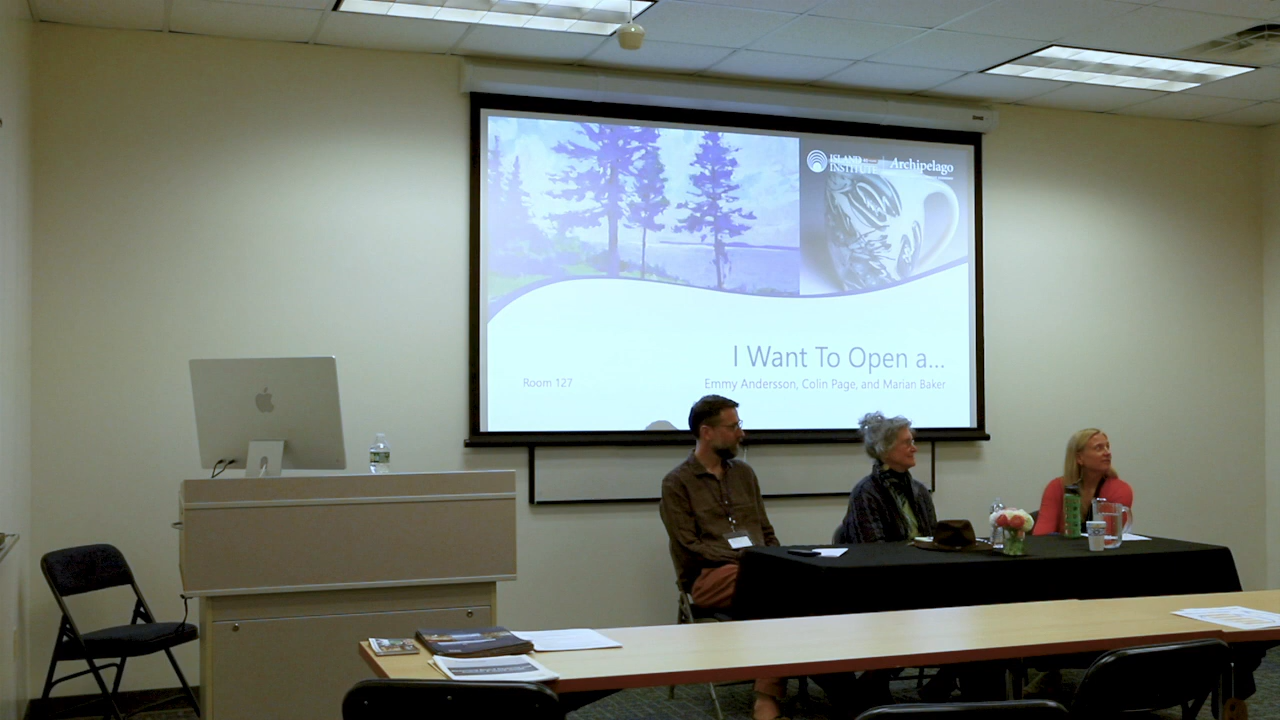 ISLAND
INSTITUTE
Archipelago
I Want To Open a...
Room 127
Emmy Andersson, Colin Page, and Marian Baker